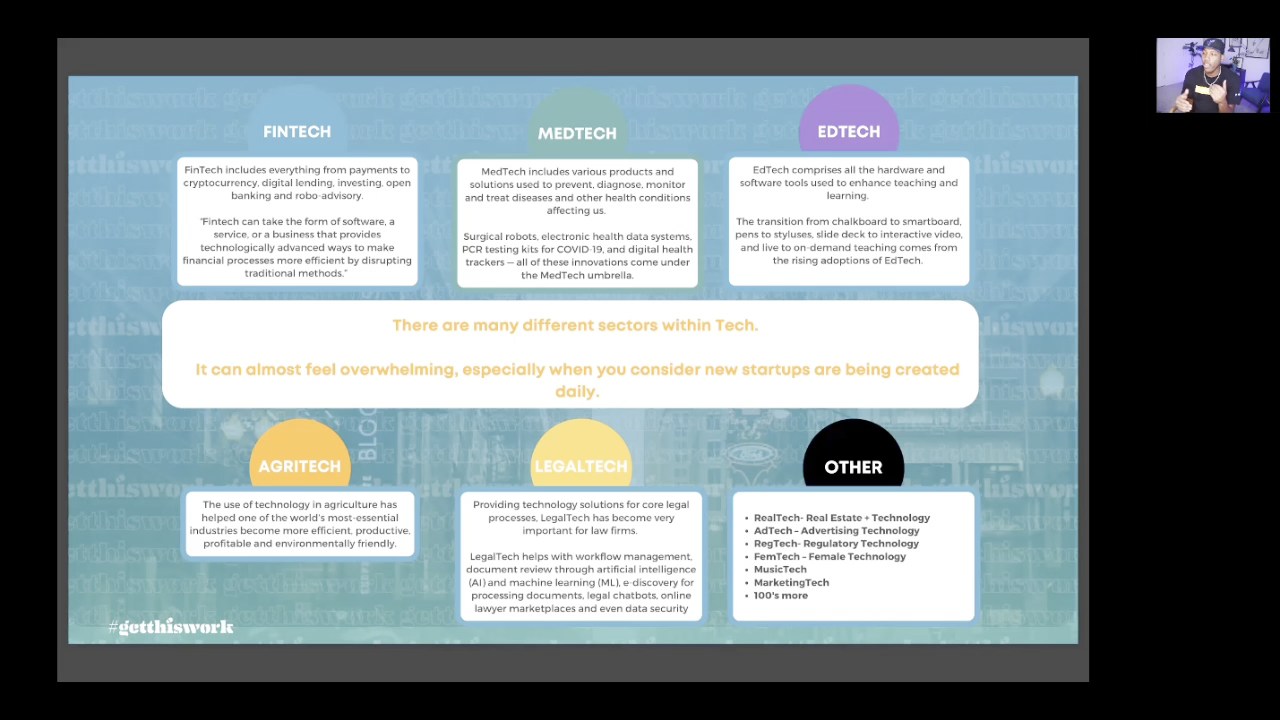 FINTECH
FinTech includes everything from payments to
cryptocurrency, digital lending, investing, open
banking and robo-advisory.
"Fintech can take the form of software, a
service, or a business that provides
technologically advanced ways to make
financial processes more efficient by disrupting
traditional methods."
MEDTECH
MedTech includes various products and
solutions used to prevent, diagnose, monitor
and treat diseases and other health conditions
affecting us.
Surgical robots, electronic health data systems,
PCR testing kits for COVID-19, and digital health
trackers — all of these innovations come under
the MedTech umbrella.
EDTECH
EdTech comprises all the hardware and
software tools used to enhance teaching and
learning.
The transition from chalkboard to smartboard,
pens to styluses, slide deck to interactive video,
and live to on-demand teaching comes from
the rising adoptions of EdTech.
There are many different sectors within Tech.
It can almost feel overwhelming, especially when you consider new startups are being created
daily.
AGRITECH
The use of technology in agriculture has
helped one of the world's most-essential
industries become more efficient, productive,
profitable and environmentally friendly.
LEGALTECH
Providing technology solutions for core legal
processes, LegalTech has become very
important for law firms.
LegalTech helps with workflow management,
document review through artificial intelligence
(AI) and machine learning (ML), e-discovery for
processing documents, legal chatbots, online
lawyer marketplaces and even data security
OTHER
• RealTech- Real Estate + Technology
• AdTech – Advertising Technology
• RegTech- Regulatory Technology
• FemTech – Female Technology
• MusicTech
• MarketingTech
• 100's more
#getthiswork